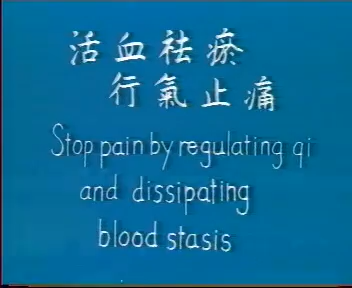 活血祛瘀
行氣止痛
Stop pain by regulating qi
and dissipating
blood stasis